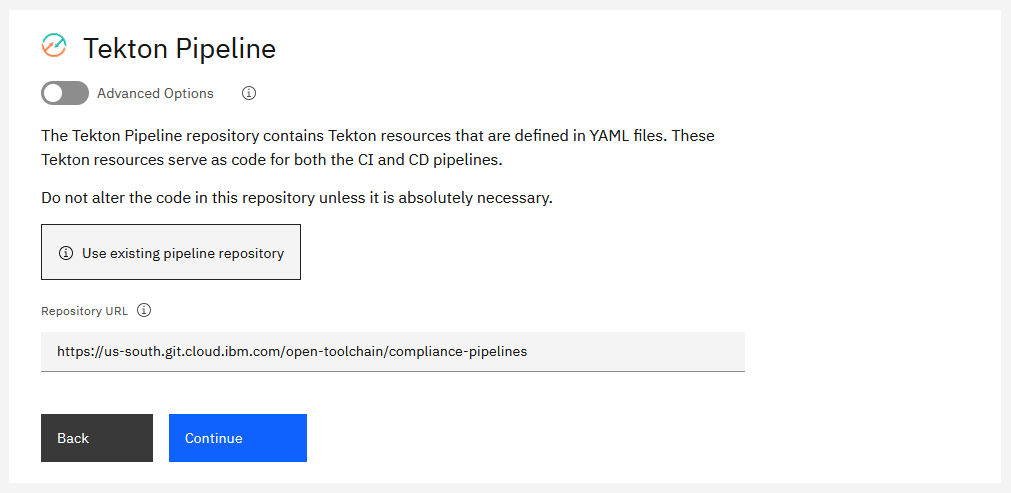 Tekton Pipeline
Advanced Options
The Tekton Pipeline repository contains Tekton resources that are defined in YAML files. These
Tekton resources serve as code for both the CI and CD pipelines.
Do not alter the code in this repository unless it is absolutely necessary.
Use existing pipeline repository
Repository URL
https://us-south.git.cloud.ibm.com/open-toolchain/compliance-pipelines
Back
Continue